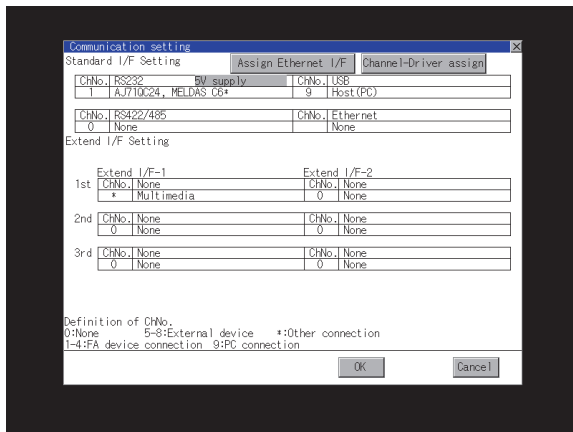 Communication setting
Standard I/F Setting Assign Ethernet I/F Channel-Driver assign
ChNo. RS232 5V supply ChNo. USB
1 AJ71QC24, MELDAS C6* 9 Host(PC)
ChNo. RS422/485 ChNo. Ethernet
0 None None
Extend I/F Setting
Extend I/F-1 Extend I/F-2
1st ChNo. None ChNo. None
* Multimedia 0 None
2nd ChNo. None ChNo. None
0 None 0 None
3rd ChNo. None ChNo. None
0 None 0 None
Definition of ChNo.
0:None 5-8:External device *:Other connection
1-4:FA device connection 9:PC connection
OK Cancel